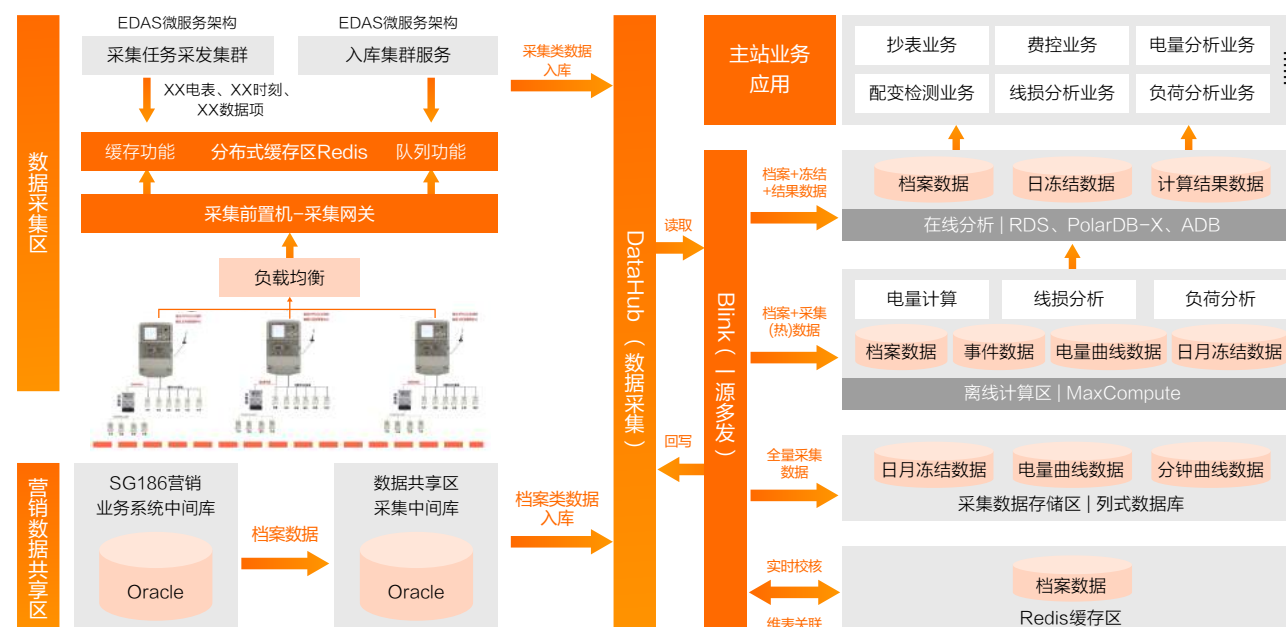 数据采集区
EDAS微服务架构
采集任务采发集群
EDAS微服务架构
入库集群服务
XX电表、XX时刻、
XX数据项
缓存功能
分布式缓存区Redis
队列功能
采集前置机-采集网关
负载均衡
营销数据共享区
SG186营销
业务系统中间库
Oracle
档案数据
数据共享区
采集中间库
Oracle
采集类数据
入库
档案类数据
入库
DataHub（数据采集）
读取
回写
Blink（一源多发）
主站业务
应用
抄表业务
费控业务
电量分析业务
配变检测业务
线损分析业务
负荷分析业务
档案+冻结
+结果数据
档案数据
日冻结数据
计算结果数据
在线分析 | RDS、PolarDB-X、ADB
档案+采集
(热)数据
电量计算
线损分析
负荷分析
档案数据
事件数据
电量曲线数据
日月冻结数据
离线计算区 | MaxCompute
全量采集
数据
日月冻结数据
电量曲线数据
分钟曲线数据
采集数据存储区 | 列式数据库
实时校核
维表关联
档案数据
Redis缓存区